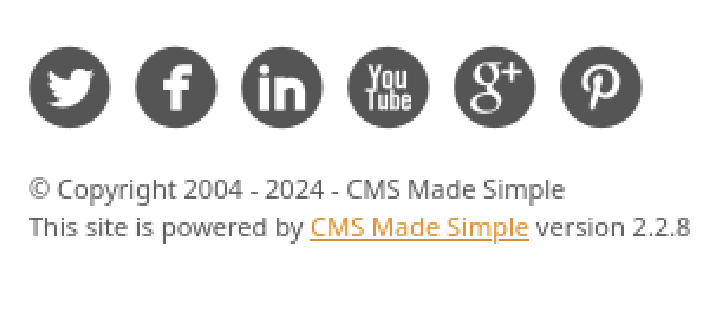 You
Tube
© Copyright 2004 - 2024 - CMS Made Simple
This site is powered by CMS Made Simple version 2.2.8